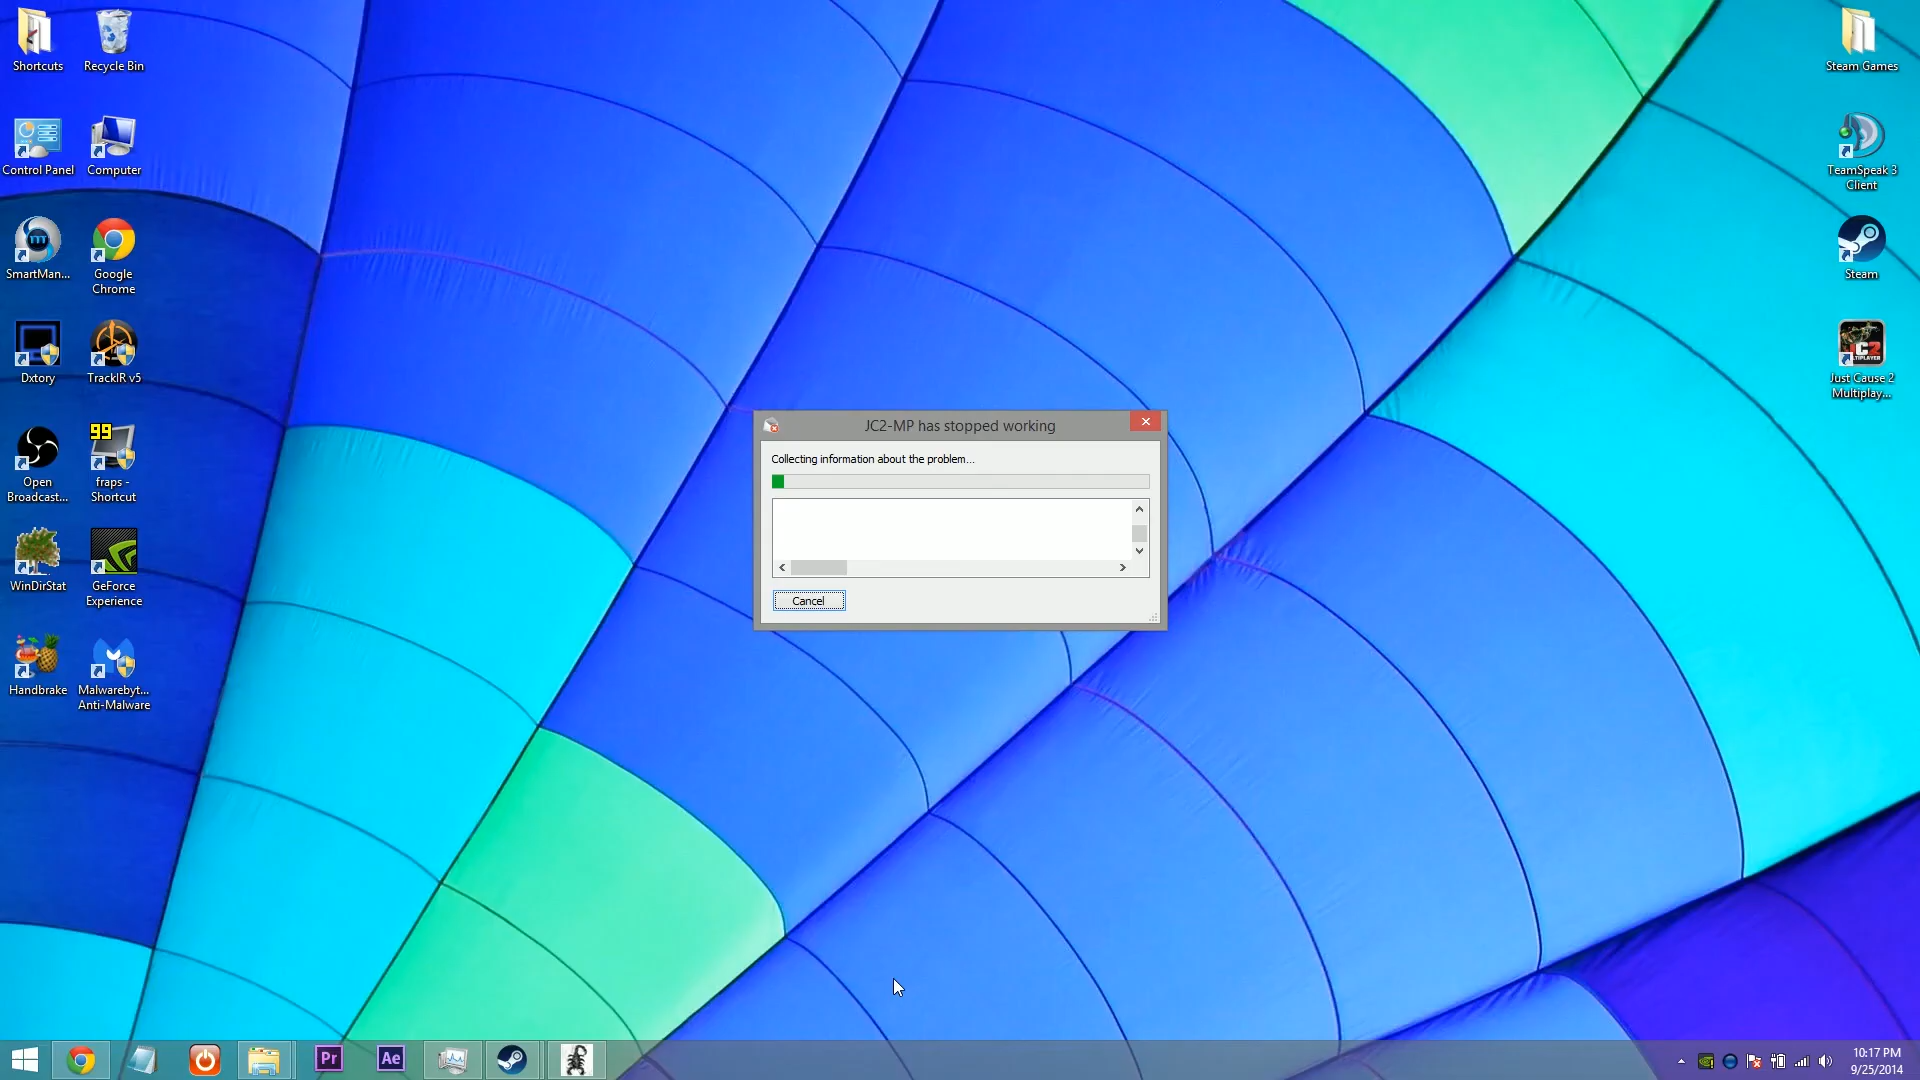 Shortcuts
Recycle Bin
Steam Games
Control Panel
Computer
TeamSpeak 3
Client
SmartMan...
Google
Chrome
Steam
Dxtory
TrackIR v5
Just Cause 2
Multiplay...
99
Open
Broadcast...
fraps -
Shortcut
JC2-MP has stopped working
Collecting information about the problem...
Cancel
WinDirStat
GeForce
Experience
Handbrake
Malwarebyt...
Anti-Malware
Pr
Ae
10:17 PM
9/25/2014